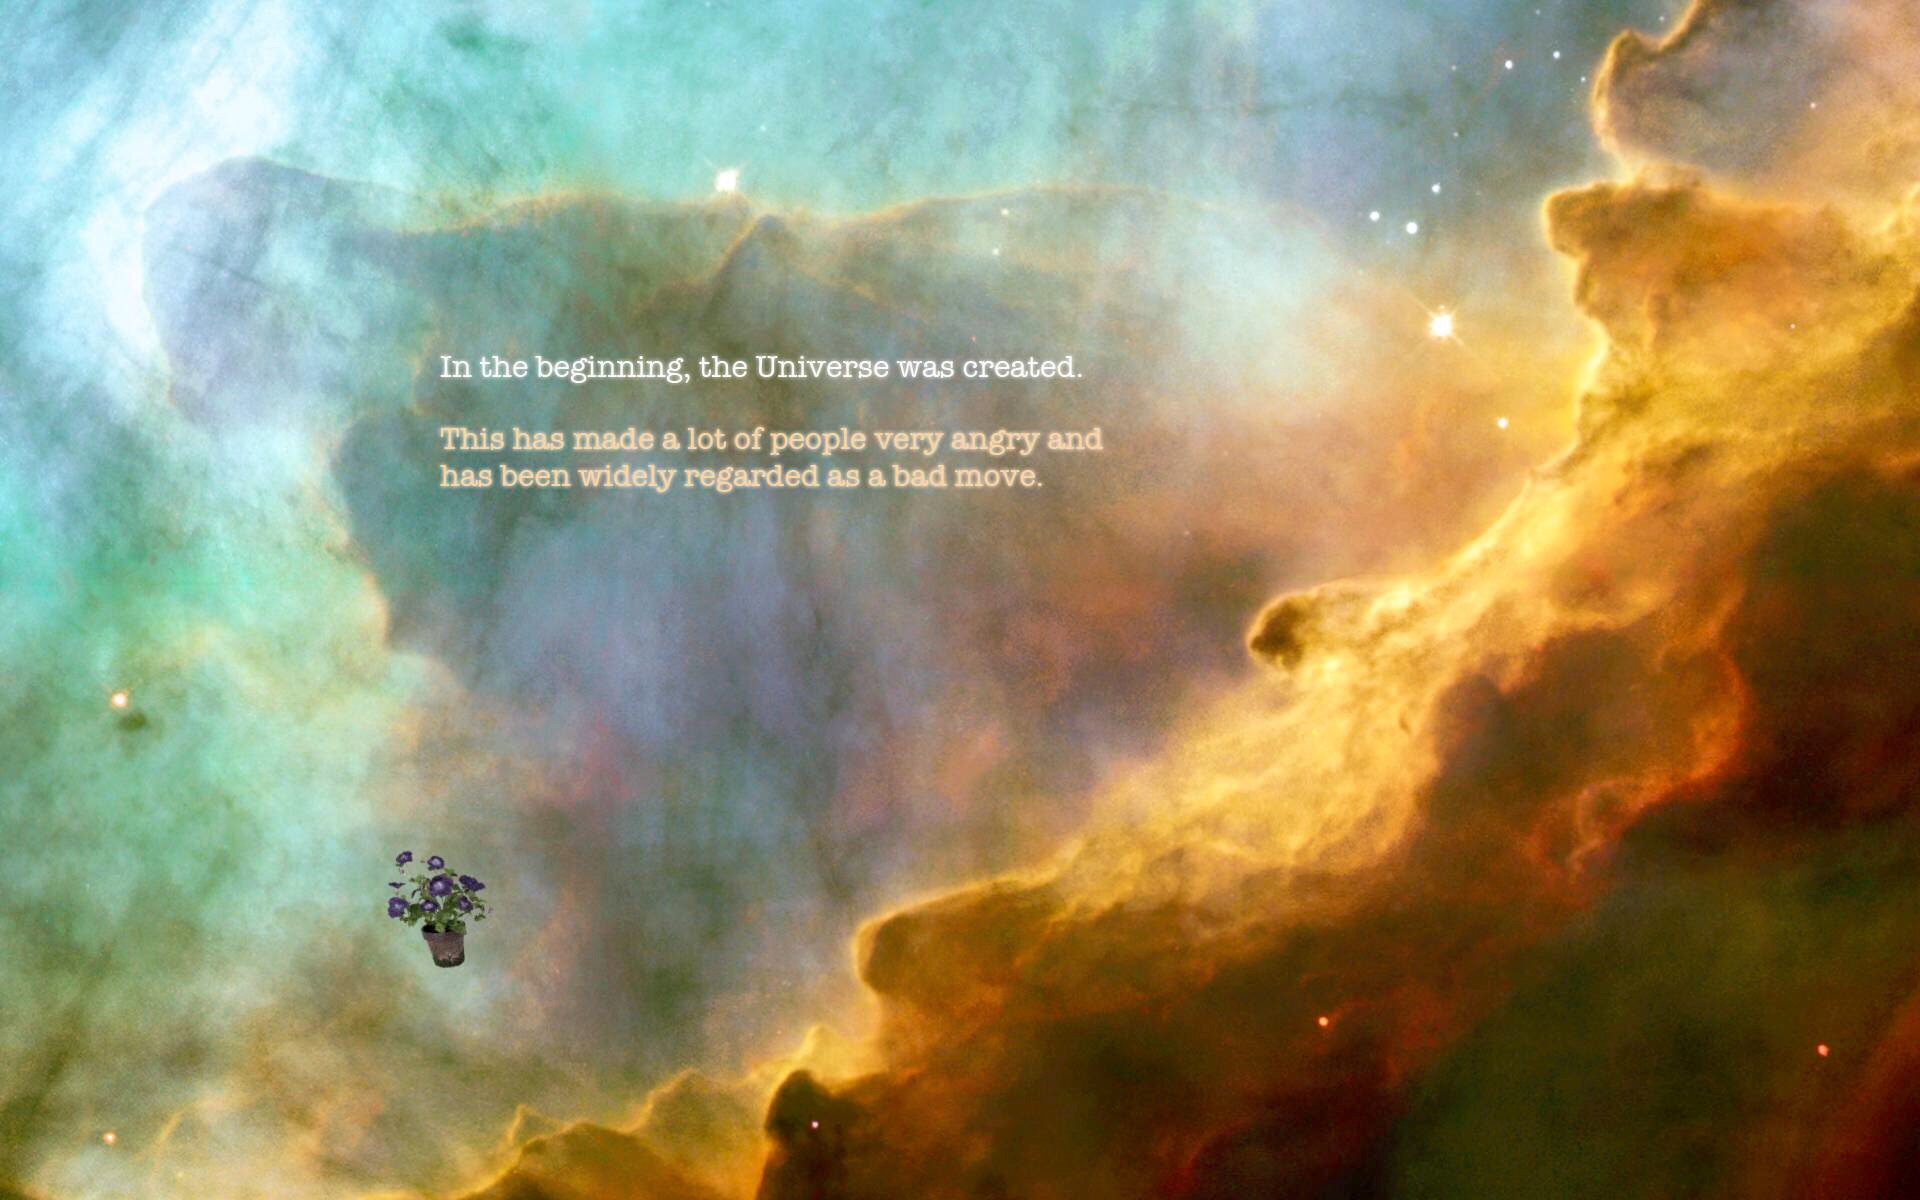 In the beginning, the Universe was created.
This has made a lot of people very angry and
has been widely regarded as a bad move.